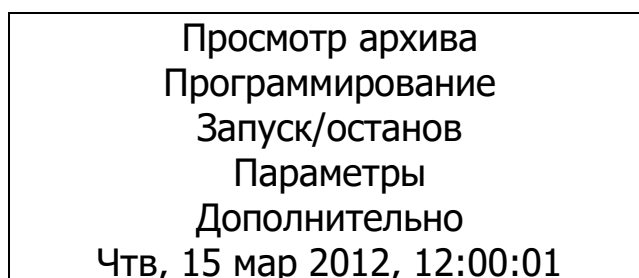 Просмотр архива
Программирование
Запуск/останов
Параметры
Дополнительно
Чтв, 15 мар 2012, 12:00:01